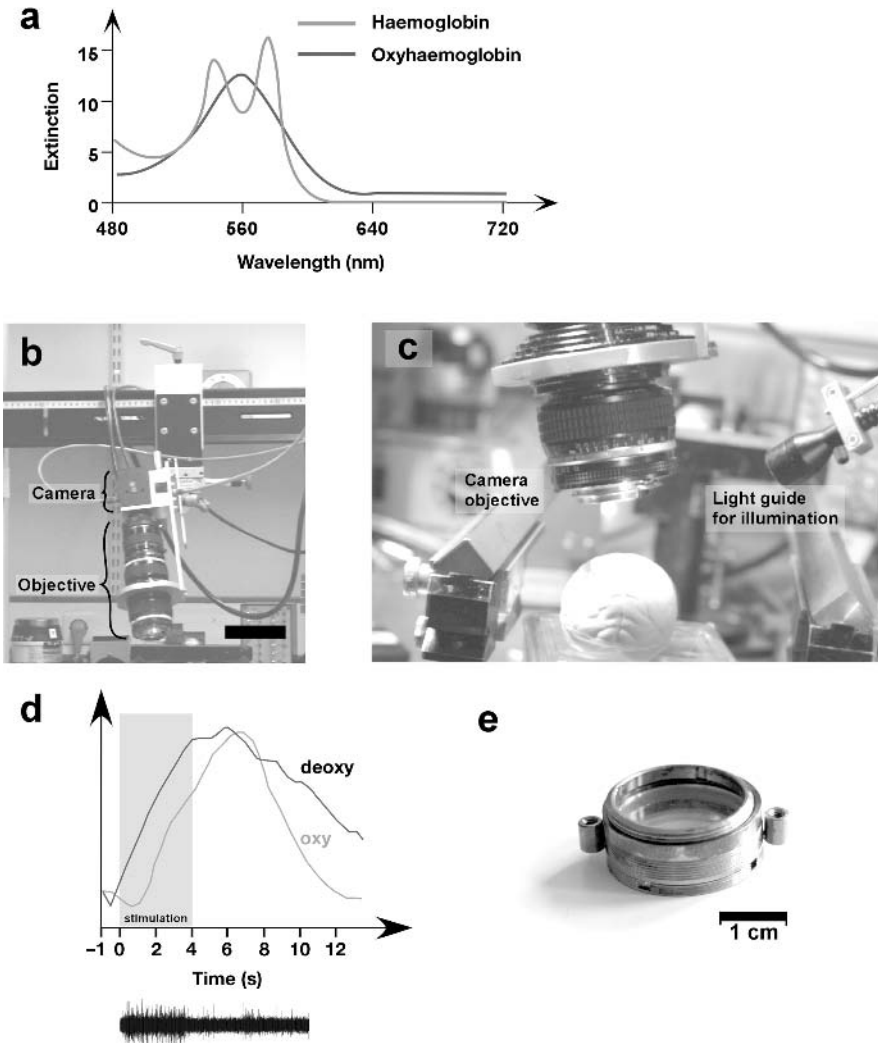 a
Haemoglobin
Oxyhaemoglobin
Extinction
15
10
5
0
480
560
640
720
Wavelength (nm)
b
Camera
Objective
c
Camera
objective
Light guide
for illumination
d
deoxy
oxy
stimulation
–1 0 2 4 6 8 10 12
Time (s)
e
1 cm